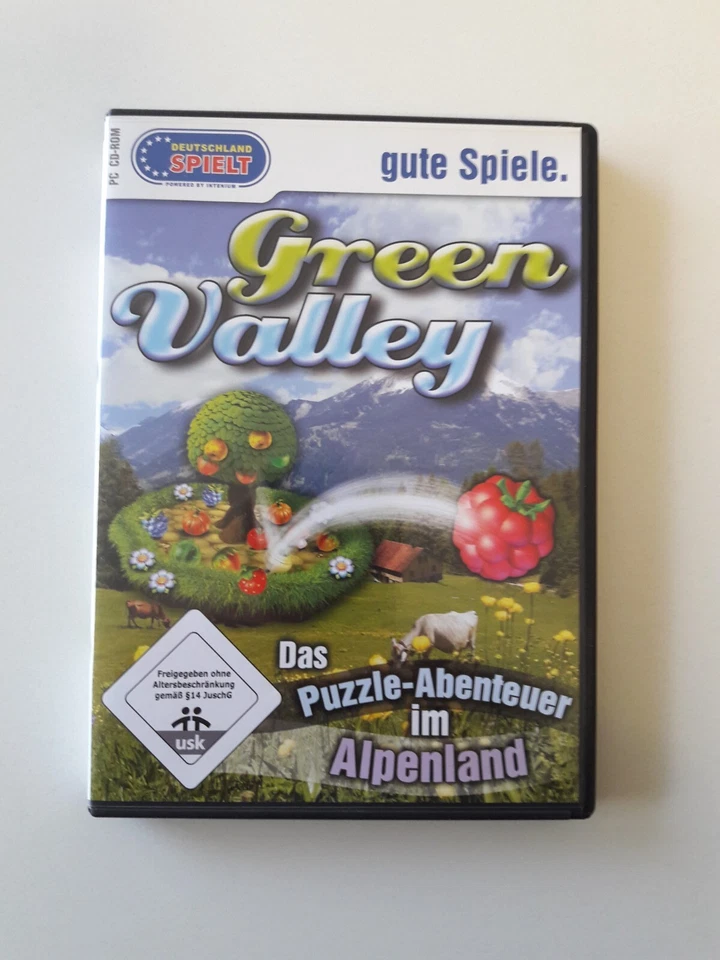 PC CD-ROM
DEUTSCHLAND
SPIELT
POWERED BY INTENIUM
gute Spiele.
Green
Valley
Das
Puzzle-Abenteuer
im
Alpenland
Freigegeben ohne
Altersbeschränkung
gemäß §14 JuschG
usk